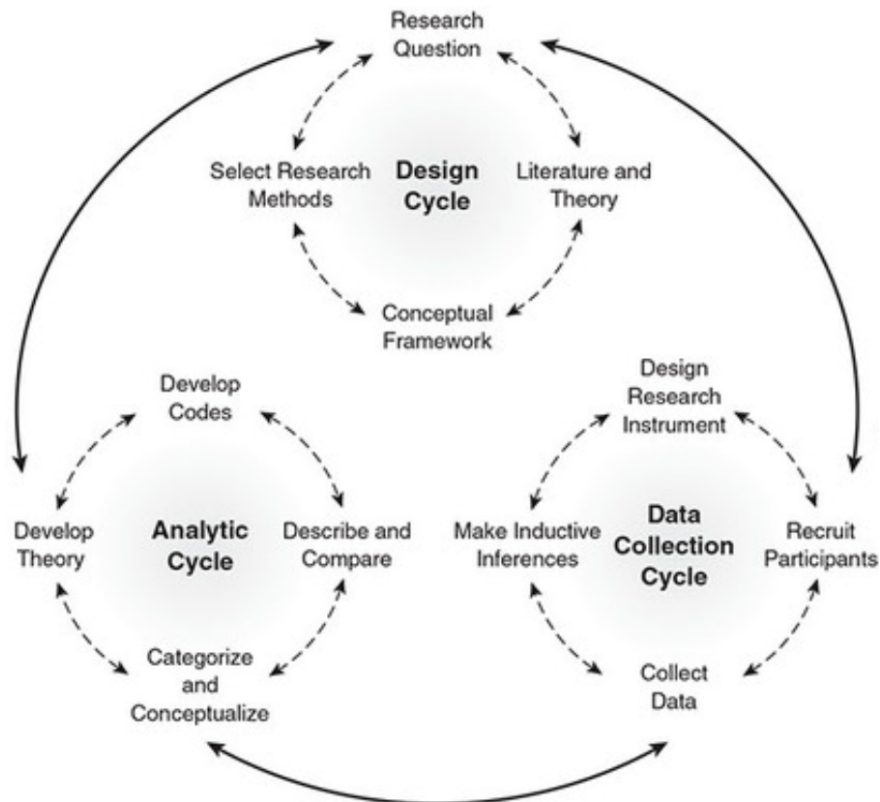 Research
Question
Select Research
Methods
Design
Cycle
Literature and
Theory
Conceptual
Framework
Develop
Codes
Develop
Theory
Analytic
Cycle
Describe and
Compare
Categorize
and
Conceptualize
Design
Research
Instrument
Make Inductive
Inferences
Data
Collection
Cycle
Recruit
Participants
Collect
Data